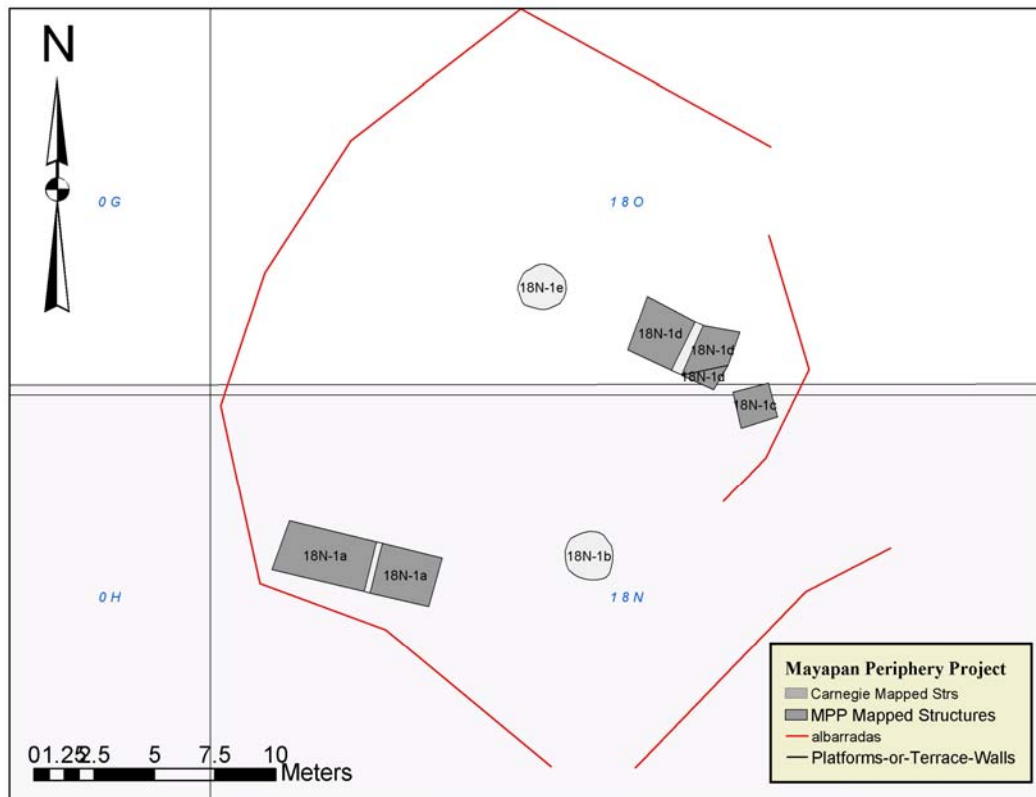 N
0 G
1 8 O
18N-1e
18N-1d
18N-1d
18N-1d
18N-1c
18N-1a
18N-1a
18N-1b
0 H
1 8 N
0 1.25 2.5 5 7.5 10
Meters
Mayapan Periphery Project
Carnegie Mapped Strs
MPP Mapped Structures
albarradas
Platforms-or-Terrace-Walls